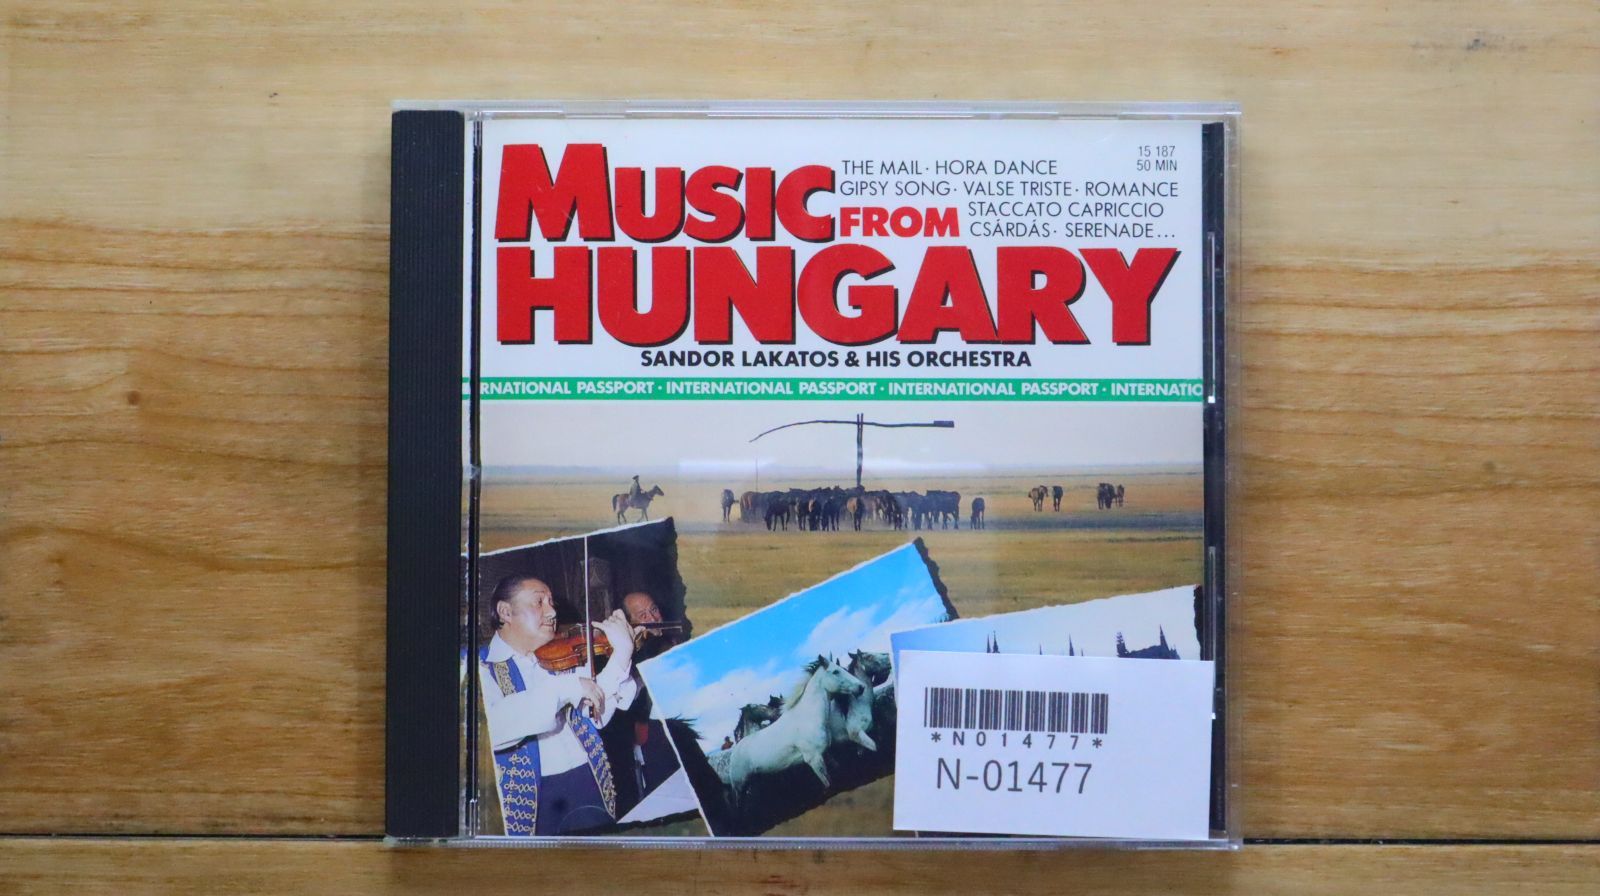 MUSIC FROM
HUNGARY
THE MAIL · HORA DANCE
GIPSY SONG · VALSE TRISTE · ROMANCE
STACCATO CAPRICCIO
CSÁRDÁS · SERENADE...
15 187
50 MIN
SANDOR LAKATOS & HIS ORCHESTRA
RNATIONAL PASSPORT · INTERNATIONAL PASSPORT · INTERNATIONAL PASSPORT · INTERNATIO
*N01477*
N-01477